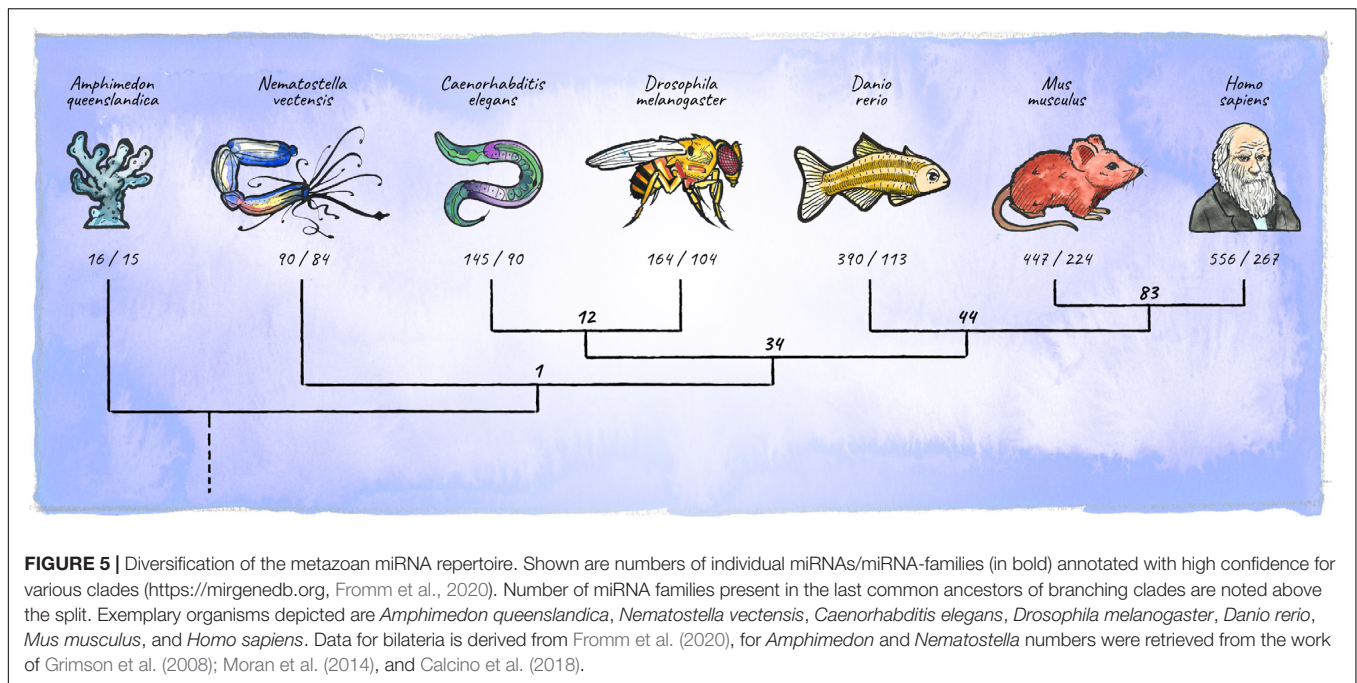 Amphimedon
queenslandica
Nematostella
vectensis
Caenorhabditis
elegans
Drosophila
melanogaster
Danio
rerio
Mus
musculus
Homo
sapiens
16 / 15
90 / 84
145 / 90
164 / 104
390 / 113
447 / 224
556 / 267
83
12
44
34
1
FIGURE 5 | Diversification of the metazoan miRNA repertoire. Shown are numbers of individual miRNAs/miRNA-families (in bold) annotated with high confidence for
various clades (https://mirgenedb.org, Fromm et al., 2020). Number of miRNA families present in the last common ancestors of branching clades are noted above
the split. Exemplary organisms depicted are Amphimedon queenslandica, Nematostella vectensis, Caenorhabditis elegans, Drosophila melanogaster, Danio rerio,
Mus musculus, and Homo sapiens. Data for bilateria is derived from Fromm et al. (2020), for Amphimedon and Nematostella numbers were retrieved from the work
of Grimson et al. (2008); Moran et al. (2014), and Calcino et al. (2018).